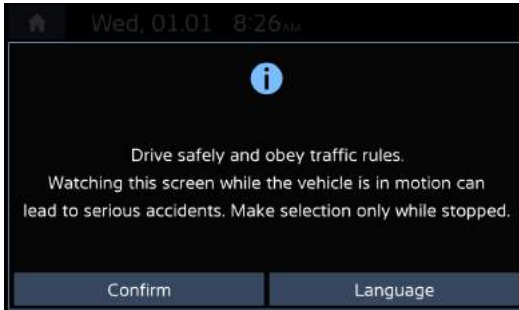 Wed, 01.01 8:26AM
i
Drive safely and obey traffic rules.
Watching this screen while the vehicle is in motion can
lead to serious accidents. Make selection only while stopped.
Confirm Language